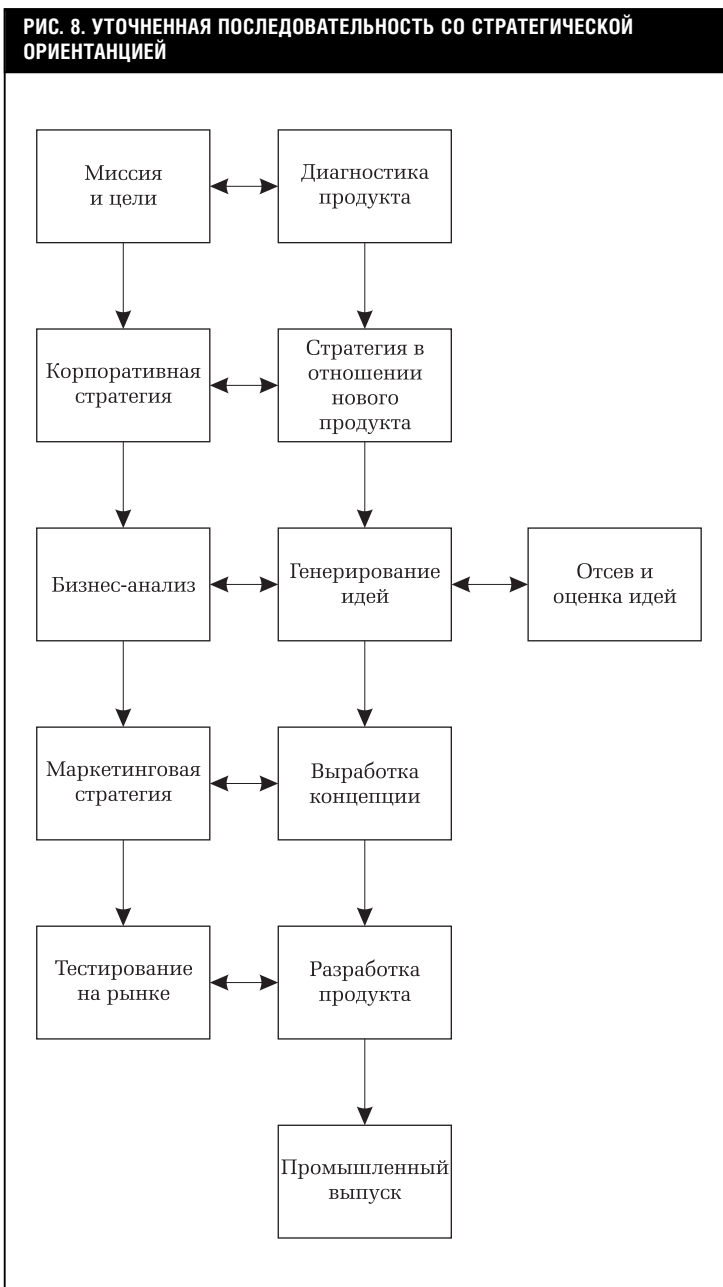 РИС. 8. УТОЧНЕННАЯ ПОСЛЕДОВАТЕЛЬНОСТЬ СО СТРАТЕГИЧЕСКОЙ
ОРИЕНТАНЦИЕЙ
Миссия
и цели
Диагностика
продукта
Корпоративная
стратегия
Стратегия в
отношении
нового
продукта
Бизнес-анализ
Генерирование
идей
Отсев и
оценка идей
Маркетинговая
стратегия
Выработка
концепции
Тестирование
на рынке
Разработка
продукта
Промышленный
выпуск